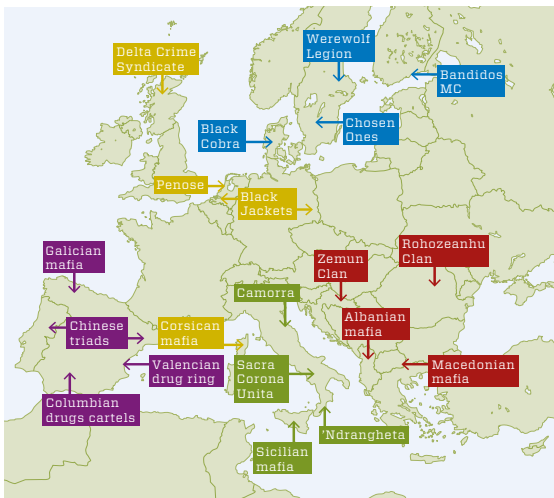 Werewolf
Legion
Delta Crime
Syndicate
Bandidos
MC
Black
Cobra
Chosen
Ones
Penose
Black
Jackets
Galician
mafia
Zemun
Clan
Rohozeanhu
Clan
Camorra
Chinese
triads
Corsican
mafia
Albanian
mafia
Valencian
drug ring
Sacra
Corona
Unita
Macedonian
mafia
Columbian
drugs cartels
'Ndrangheta
Sicilian
mafia